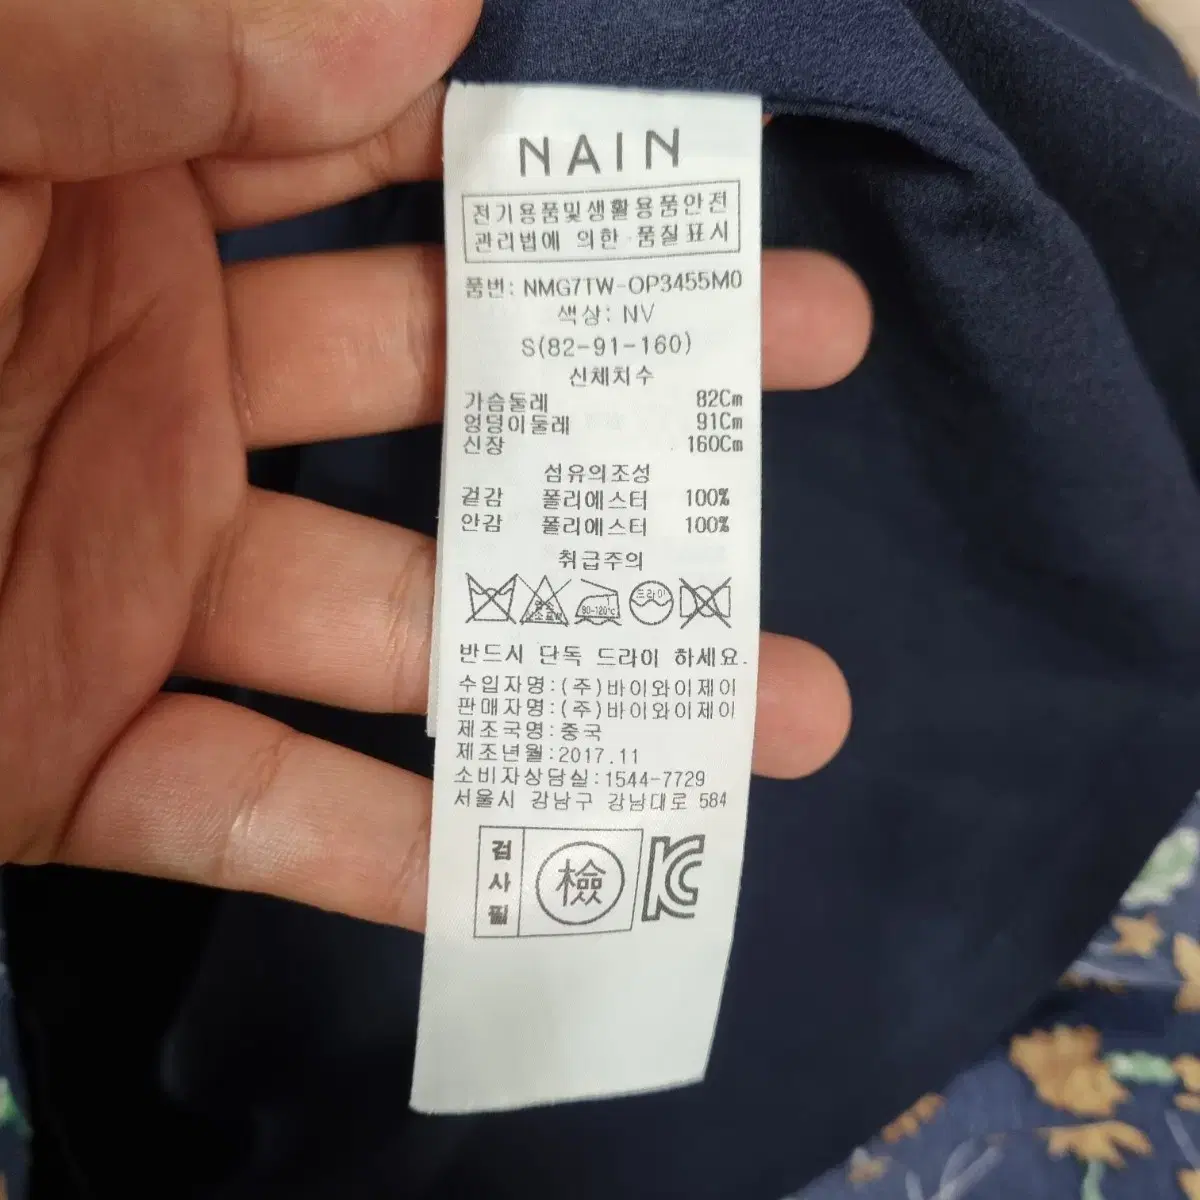 NAIN
전기용품및생활용품안전
관리법에 의한 품질표시
품번: NMG7TW-OP3455M0
색상: NV
S(82-91-160)
신체치수
가슴둘레 82Cm
엉덩이둘레 91Cm
신장 160Cm
섬유의조성
겉감 폴리에스터 100%
안감 폴리에스터 100%
취급주의
80-120℃ 드라이
반드시 단독 드라이 하세요.
수입자명:(주)바이와이제이
판매자명:(주)바이와이제이
제조국명:중국
제조년월:2017.11
소비자상담실:1544-7729
서울시 강남구 강남대로 584
검사필 檢 KC